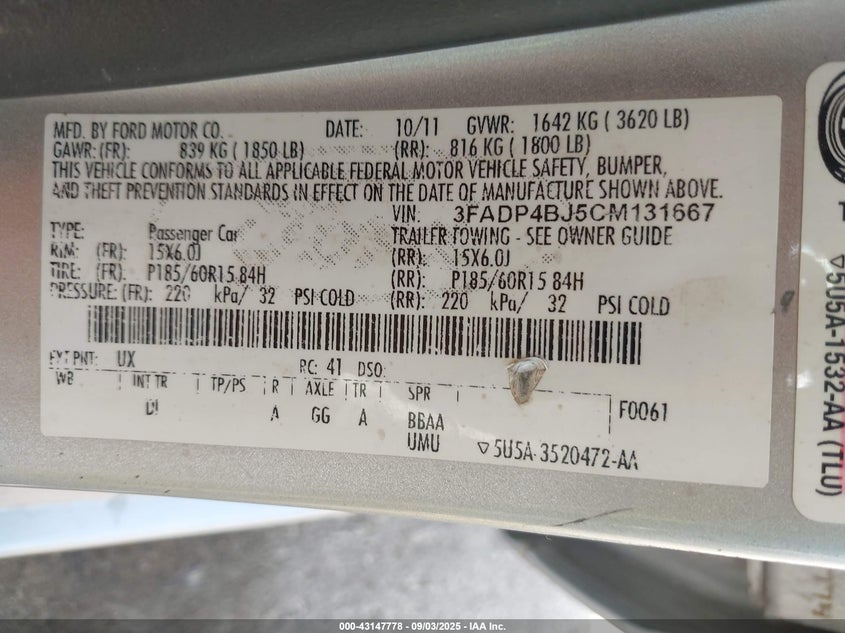 MFD. BY FORD MOTOR CO. DATE: 10/11 GVWR: 1642 KG ( 3620 LB)
GAWR: (FR): 839 KG ( 1850 LB) (RR): 816 KG ( 1800 LB)
THIS VEHICLE CONFORMS TO ALL APPLICABLE FEDERAL MOTOR VEHICLE SAFETY, BUMPER,
AND THEFT PREVENTION STANDARDS IN EFFECT ON THE DATE OF MANUFACTURE SHOWN ABOVE.
VIN: 3FADP4BJ5CM131667
TYPE: Passenger Car TRAILER TOWING - SEE OWNER GUIDE
RIM: (FR): 15X6.0J (RR): 15X6.0J
TIRE: (FR): P185/60R15 84H (RR): P185/60R15 84H
PRESSURE: (FR): 220 kPa/ 32 PSI COLD (RR): 220 kPa/ 32 PSI COLD
EXT PNT: UX RC: 41 DSO:
WB INT TR TP/PS R AXLE TR SPR
DI A GG A BBAA F0061
UMU ▽5U5A-3520472-AA
▽5U5A-1532-AA (TLU)
000-43147778 - 09/03/2025 - IAA Inc.